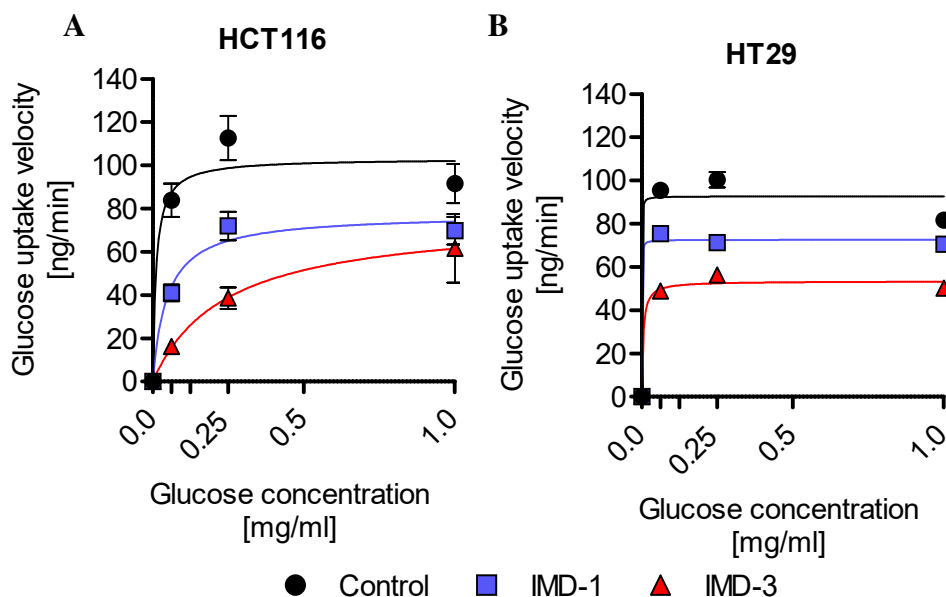 A
HCT116
Glucose uptake velocity
[ng/min]
140
120
100
80
60
40
20
0
0.0
0.25
0.5
1.0
Glucose concentration
[mg/ml]
B
HT29
Glucose uptake velocity
[ng/min]
140
120
100
80
60
40
20
0
0.0
0.25
0.5
1.0
Glucose concentration
[mg/ml]
Control IMD-1 IMD-3